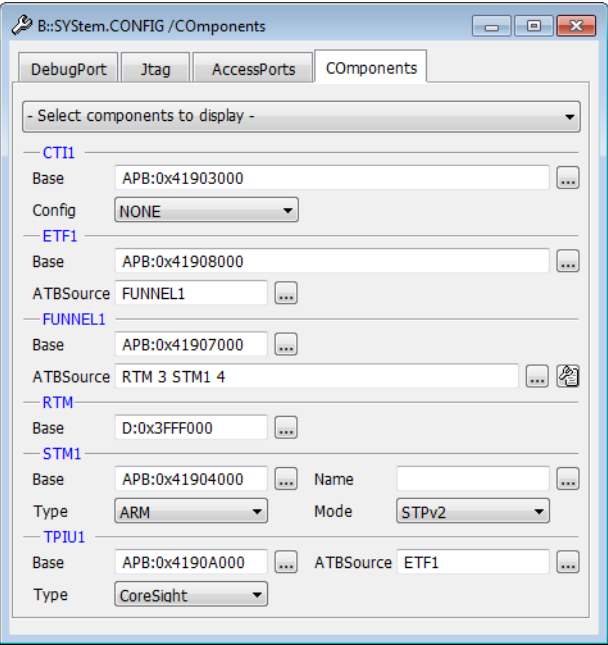 B::SYStem.CONFIG /COmponents
DebugPort Jtag AccessPorts COmponents
- Select components to display -
CTI1
Base APB:0x41903000 ...
Config NONE
ETF1
Base APB:0x41908000 ...
ATBSource FUNNEL1 ...
FUNNEL1
Base APB:0x41907000 ...
ATBSource RTM 3 STM1 4 ...
RTM
Base D:0x3FFF000 ...
STM1
Base APB:0x41904000 ... Name ...
Type ARM Mode STPv2
TPIU1
Base APB:0x4190A000 ... ATBSource ETF1 ...
Type CoreSight